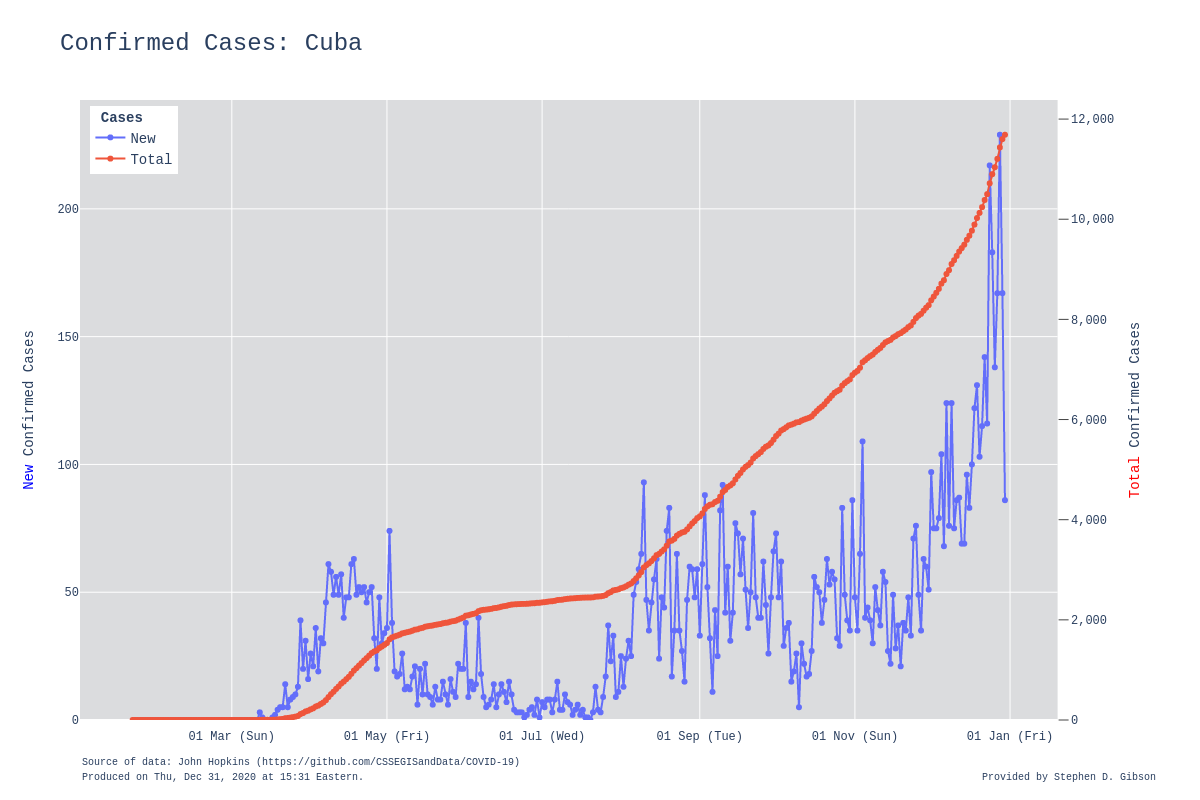 Confirmed Cases: Cuba
Cases
New
Total
200
150
100
50
0
12,000
10,000
8,000
6,000
4,000
2,000
0
New Confirmed Cases
Total Confirmed Cases
01 Mar (Sun) 01 May (Fri) 01 Jul (Wed) 01 Sep (Tue) 01 Nov (Sun) 01 Jan (Fri)
Source of data: John Hopkins (https://github.com/CSSEGISandData/COVID-19)
Produced on Thu, Dec 31, 2020 at 15:31 Eastern.
Provided by Stephen D. Gibson